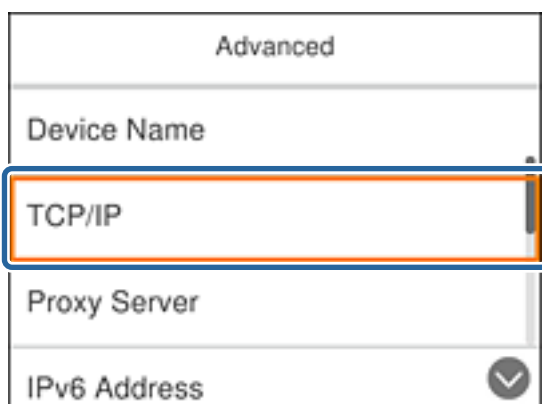 Advanced
Device Name
TCP/IP
Proxy Server
IPv6 Address